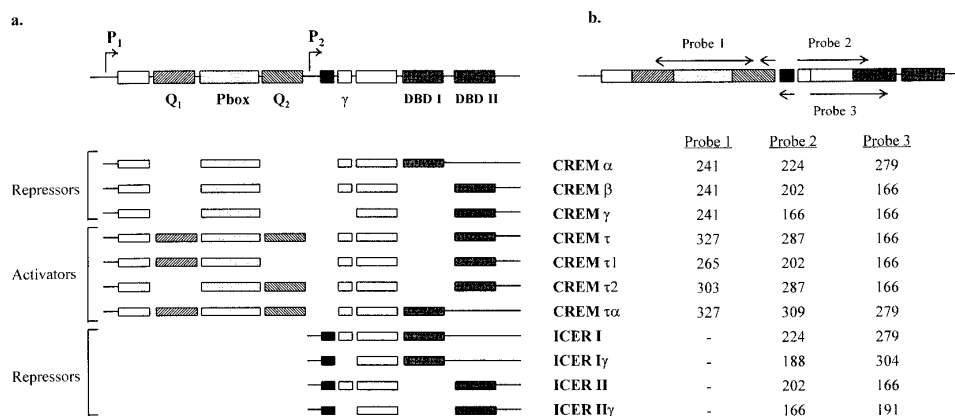 a.
b.
P1
P2
Q1
Pbox
Q2
γ
DBD I
DBD II
Probe 1
Probe 2
Probe 3
Probe 1 Probe 2 Probe 3
Repressors
CREM α 241 224 279
CREM β 241 202 166
CREM γ 241 166 166
Activators
CREM τ 327 287 166
CREM τ1 265 202 166
CREM τ2 303 287 166
CREM τα 327 309 279
Repressors
ICER I - 224 279
ICER Iγ - 188 304
ICER II - 202 166
ICER IIγ - 166 191